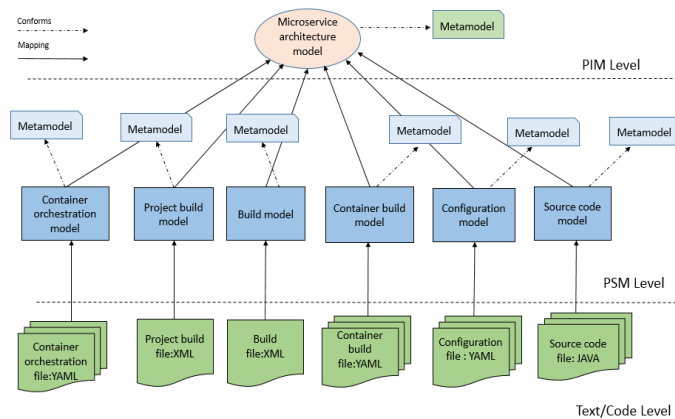 Conforms
Mapping
Microservice
architecture
model
Metamodel
PIM Level
Metamodel
Metamodel
Metamodel
Metamodel
Metamodel
Metamodel
Container
orchestration
model
Project build
model
Build model
Container build
model
Configuration
model
Source code
model
PSM Level
Container
orchestration
file:YAML
Project build
file:XML
Build
file:XML
Container
build
file:YAML
Configuration
file : YAML
Source code
file: JAVA
Text/Code Level